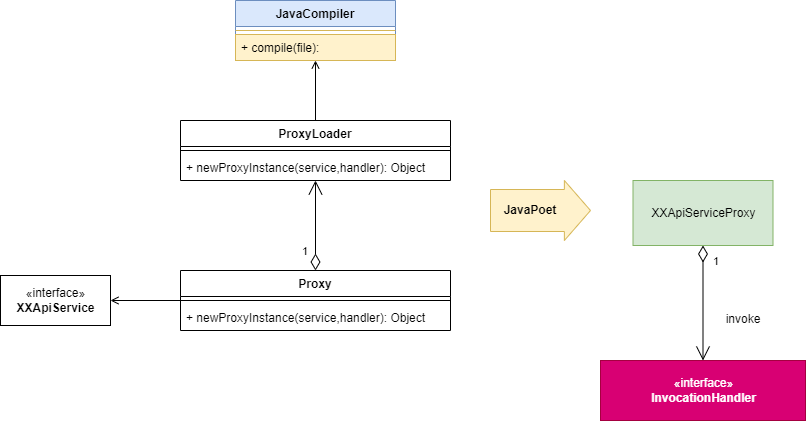 JavaCompiler
+ compile(file):
ProxyLoader
+ newProxyInstance(service,handler): Object
JavaPoet
XXApiServiceProxy
1
1
«interface»
XXApiService
Proxy
+ newProxyInstance(service,handler): Object
invoke
«interface»
InvocationHandler